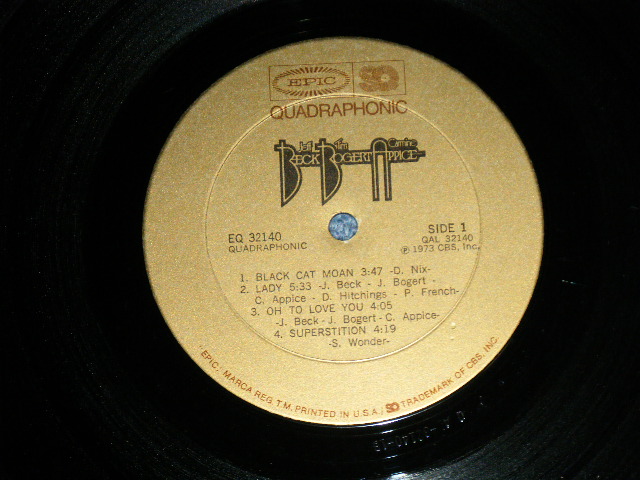 EPIC SQ
QUADRAPHONIC
Jeff Tim Carmine
BECK BOGERT APPICE
EQ 32140
QUADRAPHONIC
SIDE 1
QAL 32140
℗ 1973 CBS, Inc.
1. BLACK CAT MOAN 3:47 -D. Nix-
2. LADY 5:33 -J. Beck - J. Bogert -
C. Appice - D. Hitchings - P. French-
3. OH TO LOVE YOU 4:05
-J. Beck - J. Bogert - C. Appice-
4. SUPERSTITION 4:19
-S. Wonder-
"EPIC," MARCA REG. T.M. PRINTED IN U.S.A./SQ TRADEMARK OF CBS, INC.